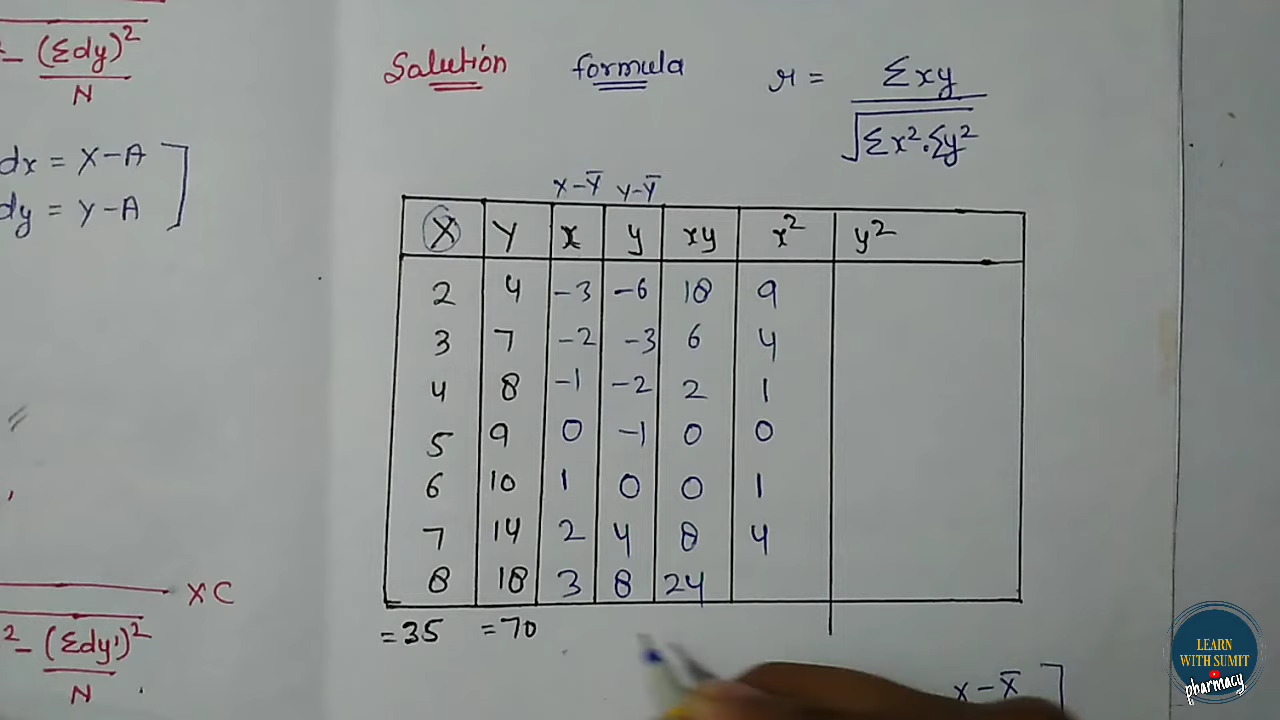 – (Σdy)²
N
dx = X – A
dy = Y – A
× C
² – (Σdy')²
N
Salution formula r = Σxy
√Σx².Σy²
X – Y̅ Y – Y̅
X Y x y xy x² y²
2 4 –3 –6 18 9
3 7 –2 –3 6 4
4 8 –1 –2 2 1
5 9 0 –1 0 0
6 10 1 0 0 1
7 14 2 4 8 4
8 18 3 8 24
= 35 = 70
X – X̅
LEARN
WITH SUMIT
pharmacy